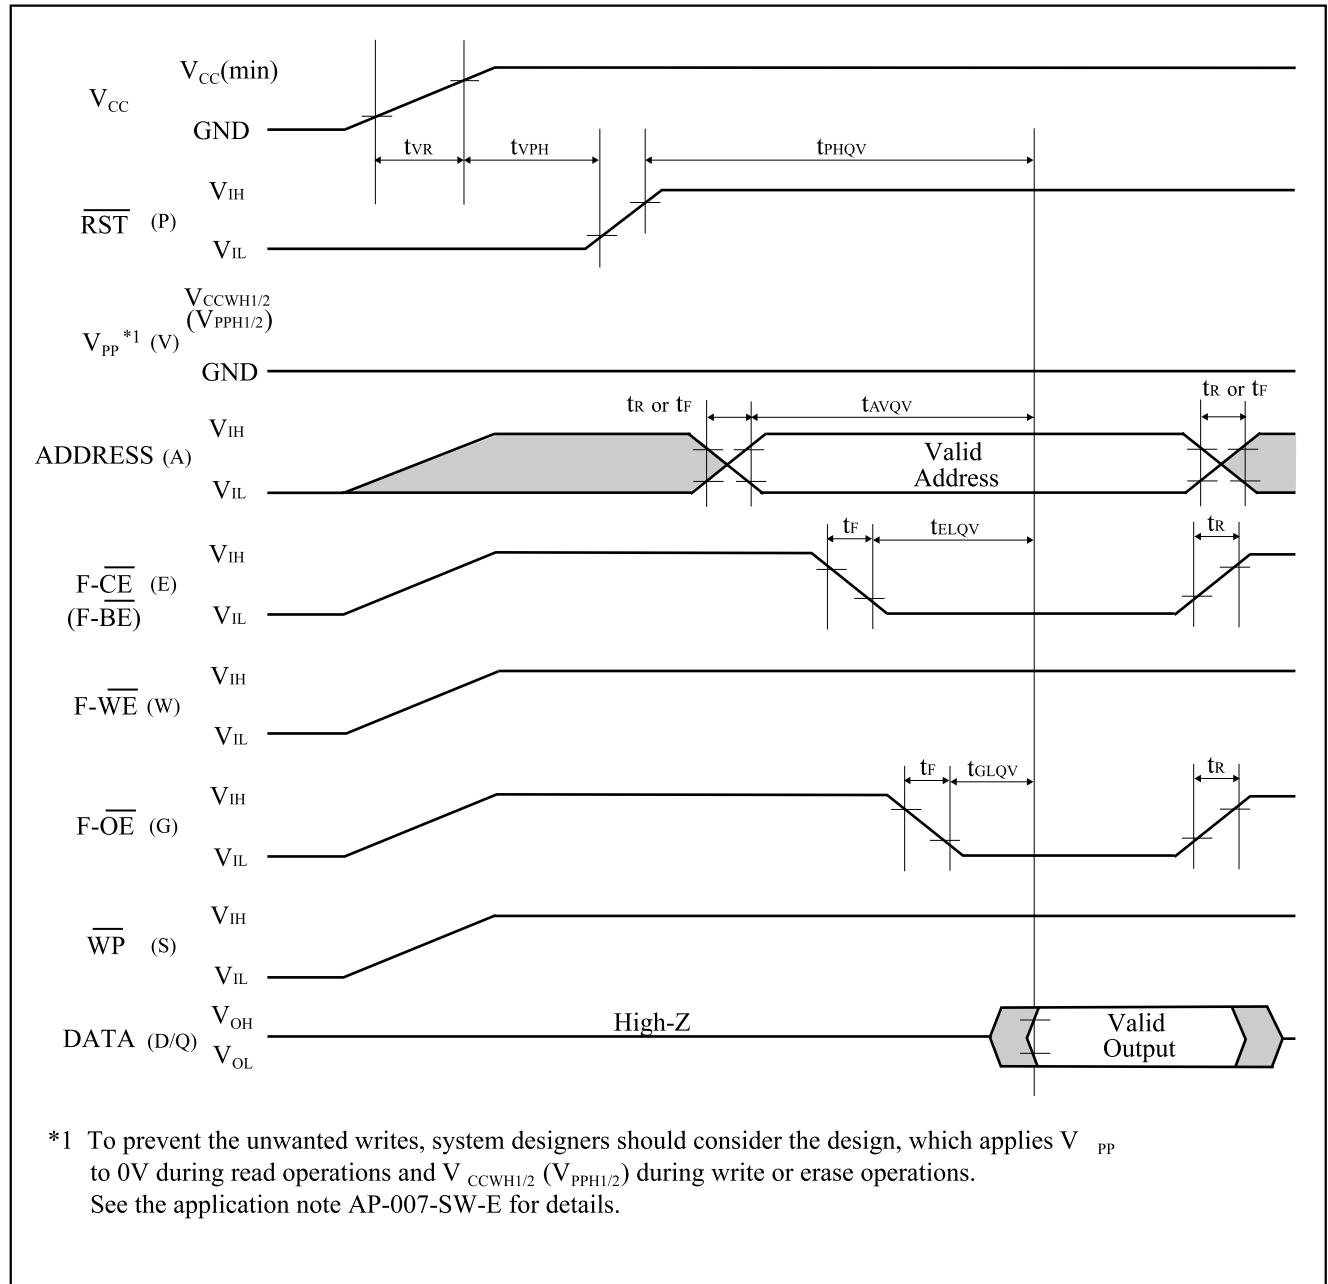 VCC(min)
VCC
GND
tVR
tVPH
tPHQV
VIH
RST (P)
VIL
VCCWH1/2
(VPPH1/2)
VPP *1 (V)
GND
tR or tF
tAVQV
tR or tF
VIH
ADDRESS (A)
Valid
Address
VIL
tF
tELQV
tR
VIH
F-CE (E)
(F-BE)
VIL
VIH
F-WE (W)
VIL
tF
tGLQV
tR
VIH
F-OE (G)
VIL
VIH
WP (S)
VIL
VOH
High-Z
Valid
Output
DATA (D/Q)
VOL
*1 To prevent the unwanted writes, system designers should consider the design, which applies V PP
to 0V during read operations and V CCWH1/2 (VPPH1/2) during write or erase operations.
See the application note AP-007-SW-E for details.